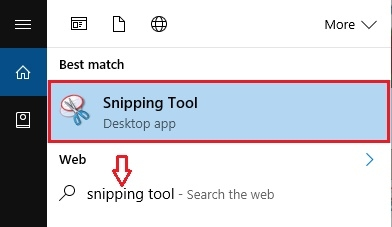 More
Best match
Snipping Tool
Desktop app
Web
snipping tool - Search the web